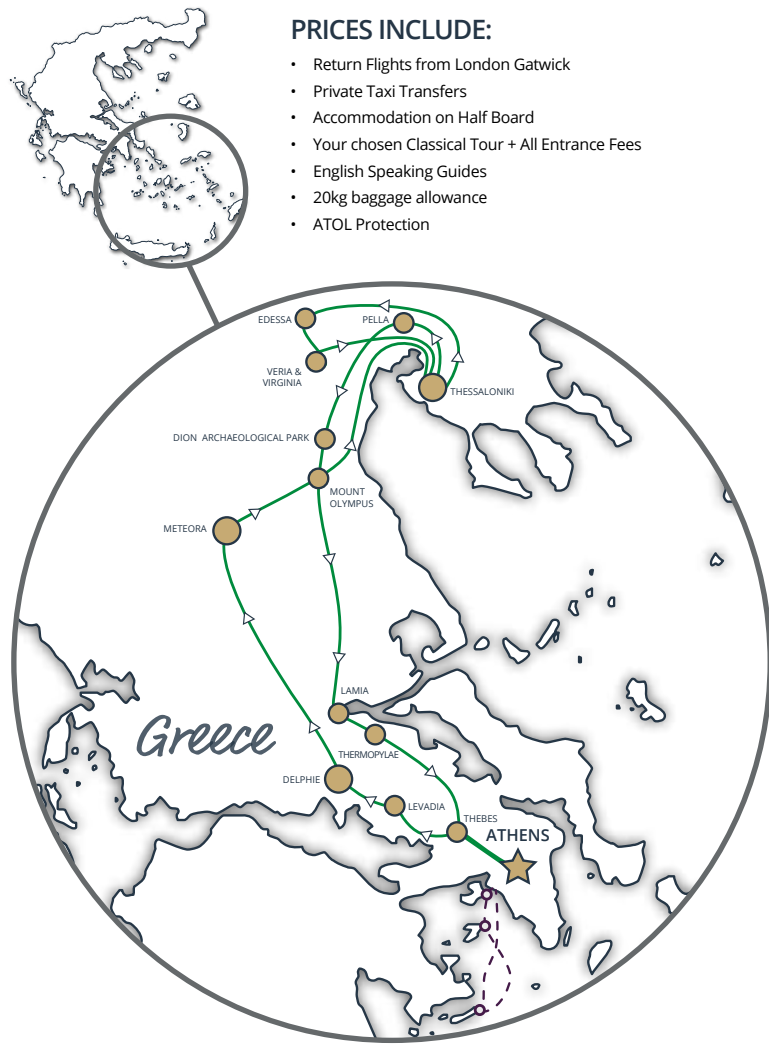 PRICES INCLUDE:
• Return Flights from London Gatwick
• Private Taxi Transfers
• Accommodation on Half Board
• Your chosen Classical Tour + All Entrance Fees
• English Speaking Guides
• 20kg baggage allowance
• ATOL Protection
EDESSA
PELLA
VERIA &
VIRGINIA
THESSALONIKI
DION ARCHAEOLOGICAL PARK
MOUNT
OLYMPUS
METEORA
LAMIA
Greece
THERMOPYLAE
DELPHIE
LEVADIA
THEBES
ATHENS